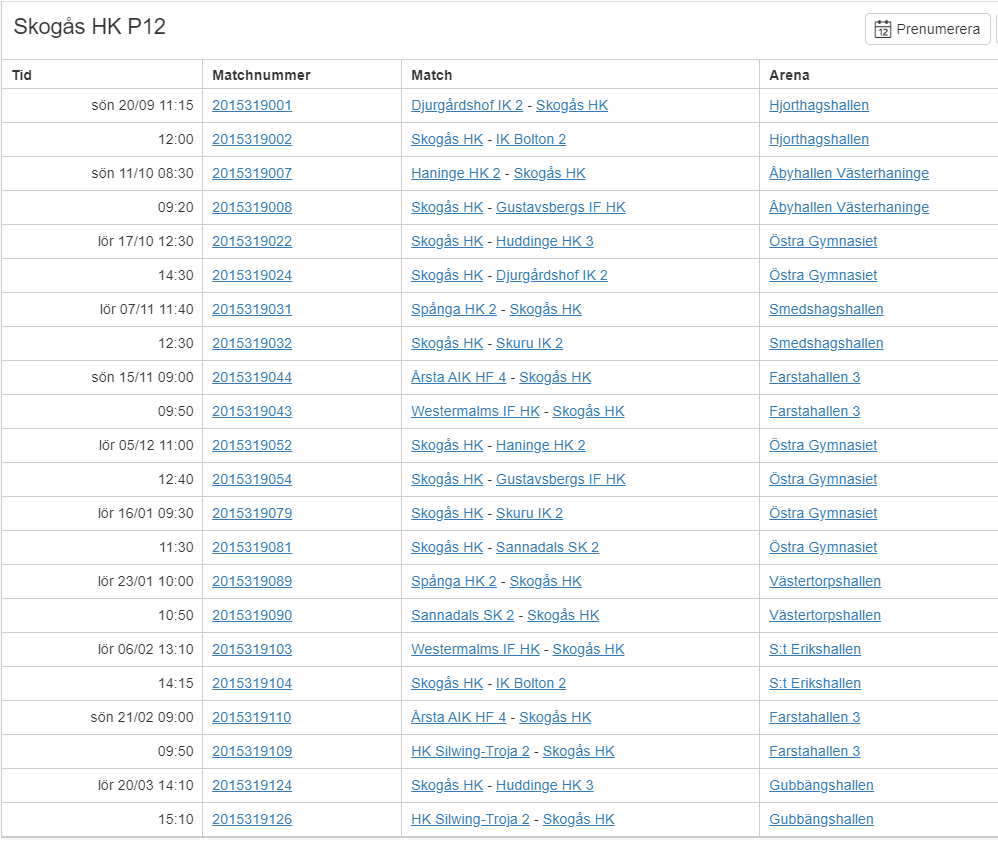 Skogås HK P12
12 Prenumerera
Tid Matchnummer Match Arena
sön 20/09 11:15 2015319001 Djurgårdshof IK 2 - Skogås HK Hjorthagshallen
12:00 2015319002 Skogås HK - IK Bolton 2 Hjorthagshallen
sön 11/10 08:30 2015319007 Haninge HK 2 - Skogås HK Åbyhallen Västerhaninge
09:20 2015319008 Skogås HK - Gustavsbergs IF HK Åbyhallen Västerhaninge
lör 17/10 12:30 2015319022 Skogås HK - Huddinge HK 3 Östra Gymnasiet
14:30 2015319024 Skogås HK - Djurgårdshof IK 2 Östra Gymnasiet
lör 07/11 11:40 2015319031 Spånga HK 2 - Skogås HK Smedshagshallen
12:30 2015319032 Skogås HK - Skuru IK 2 Smedshagshallen
sön 15/11 09:00 2015319044 Årsta AIK HF 4 - Skogås HK Farstahallen 3
09:50 2015319043 Westermalms IF HK - Skogås HK Farstahallen 3
lör 05/12 11:00 2015319052 Skogås HK - Haninge HK 2 Östra Gymnasiet
12:40 2015319054 Skogås HK - Gustavsbergs IF HK Östra Gymnasiet
lör 16/01 09:30 2015319079 Skogås HK - Skuru IK 2 Östra Gymnasiet
11:30 2015319081 Skogås HK - Sannadals SK 2 Östra Gymnasiet
lör 23/01 10:00 2015319089 Spånga HK 2 - Skogås HK Västertorpshallen
10:50 2015319090 Sannadals SK 2 - Skogås HK Västertorpshallen
lör 06/02 13:10 2015319103 Westermalms IF HK - Skogås HK S:t Erikshallen
14:15 2015319104 Skogås HK - IK Bolton 2 S:t Erikshallen
sön 21/02 09:00 2015319110 Årsta AIK HF 4 - Skogås HK Farstahallen 3
09:50 2015319109 HK Silwing-Troja 2 - Skogås HK Farstahallen 3
lör 20/03 14:10 2015319124 Skogås HK - Huddinge HK 3 Gubbängshallen
15:10 2015319126 HK Silwing-Troja 2 - Skogås HK Gubbängshallen